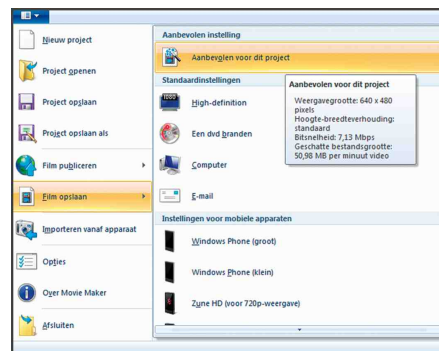 Nieuw project
Project openen
Project opslaan
Project opslaan als
Film publiceren
Film opslaan
Importeren vanaf apparaat
Opties
Over Movie Maker
Afsluiten
Aanbevolen instelling
Aanbevolen voor dit project
Standaardinstellingen
1080
High-definition
Een dvd branden
Computer
E-mail
Instellingen voor mobiele apparaten
Windows Phone (groot)
Windows Phone (klein)
Zune HD (voor 720p-weergave)
Aanbevolen voor dit project
Weergavegrootte: 640 x 480
pixels
Hoogte-breedteverhouding:
standaard
Bitsnelheid: 7,13 Mbps
Geschatte bestandsgrootte:
50,98 MB per minuut video